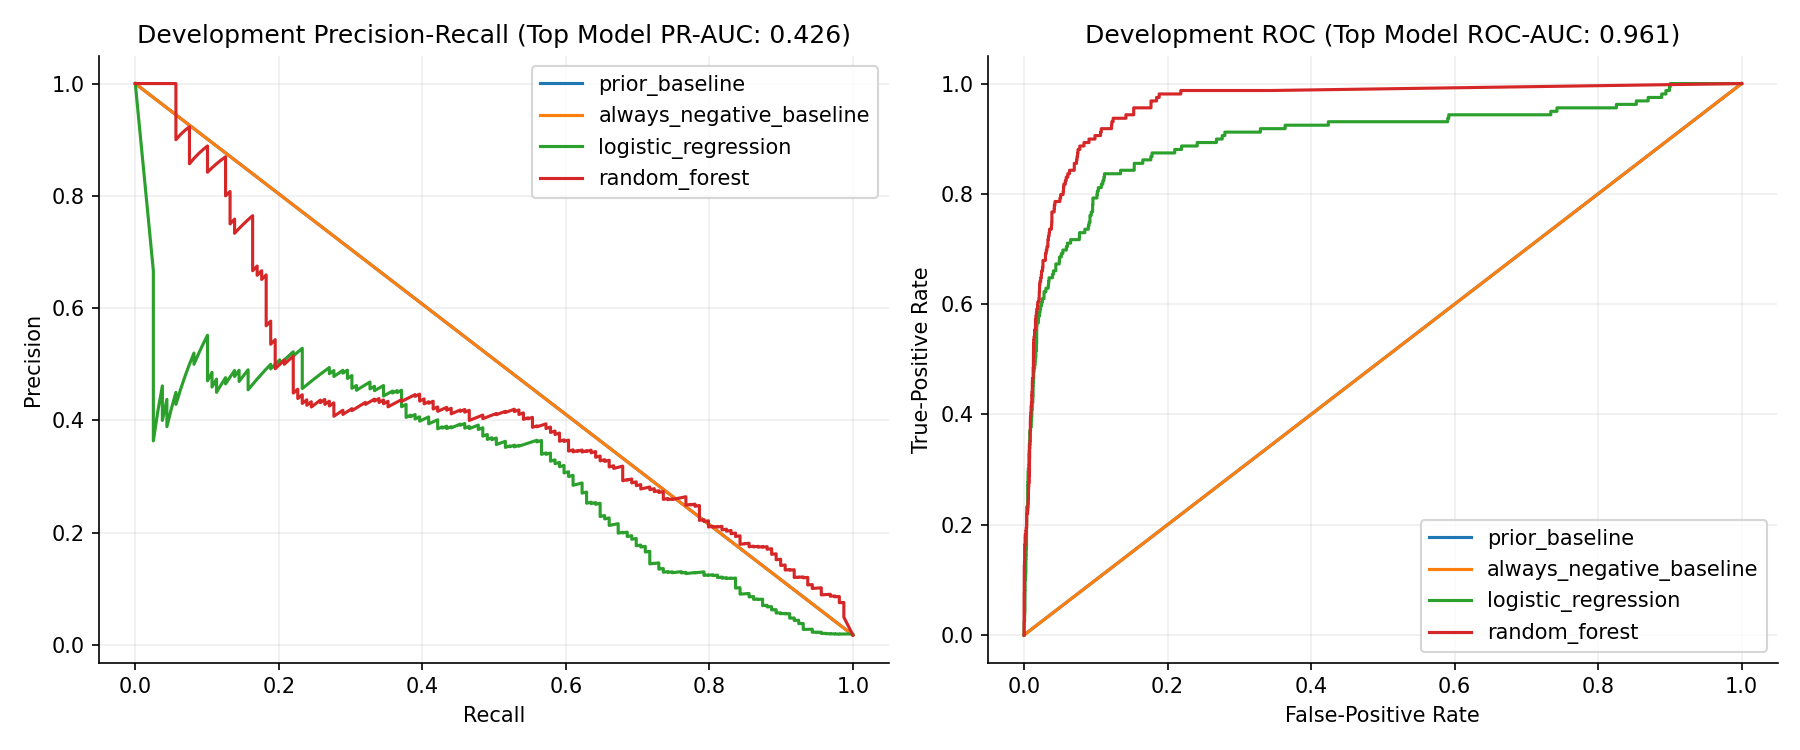 Development Precision-Recall (Top Model PR-AUC: 0.426)
1.0
0.8
0.6
0.4
0.2
0.0
Precision
0.0 0.2 0.4 0.6 0.8 1.0
Recall
prior_baseline
always_negative_baseline
logistic_regression
random_forest
Development ROC (Top Model ROC-AUC: 0.961)
1.0
0.8
0.6
0.4
0.2
0.0
True-Positive Rate
0.0 0.2 0.4 0.6 0.8 1.0
False-Positive Rate
prior_baseline
always_negative_baseline
logistic_regression
random_forest